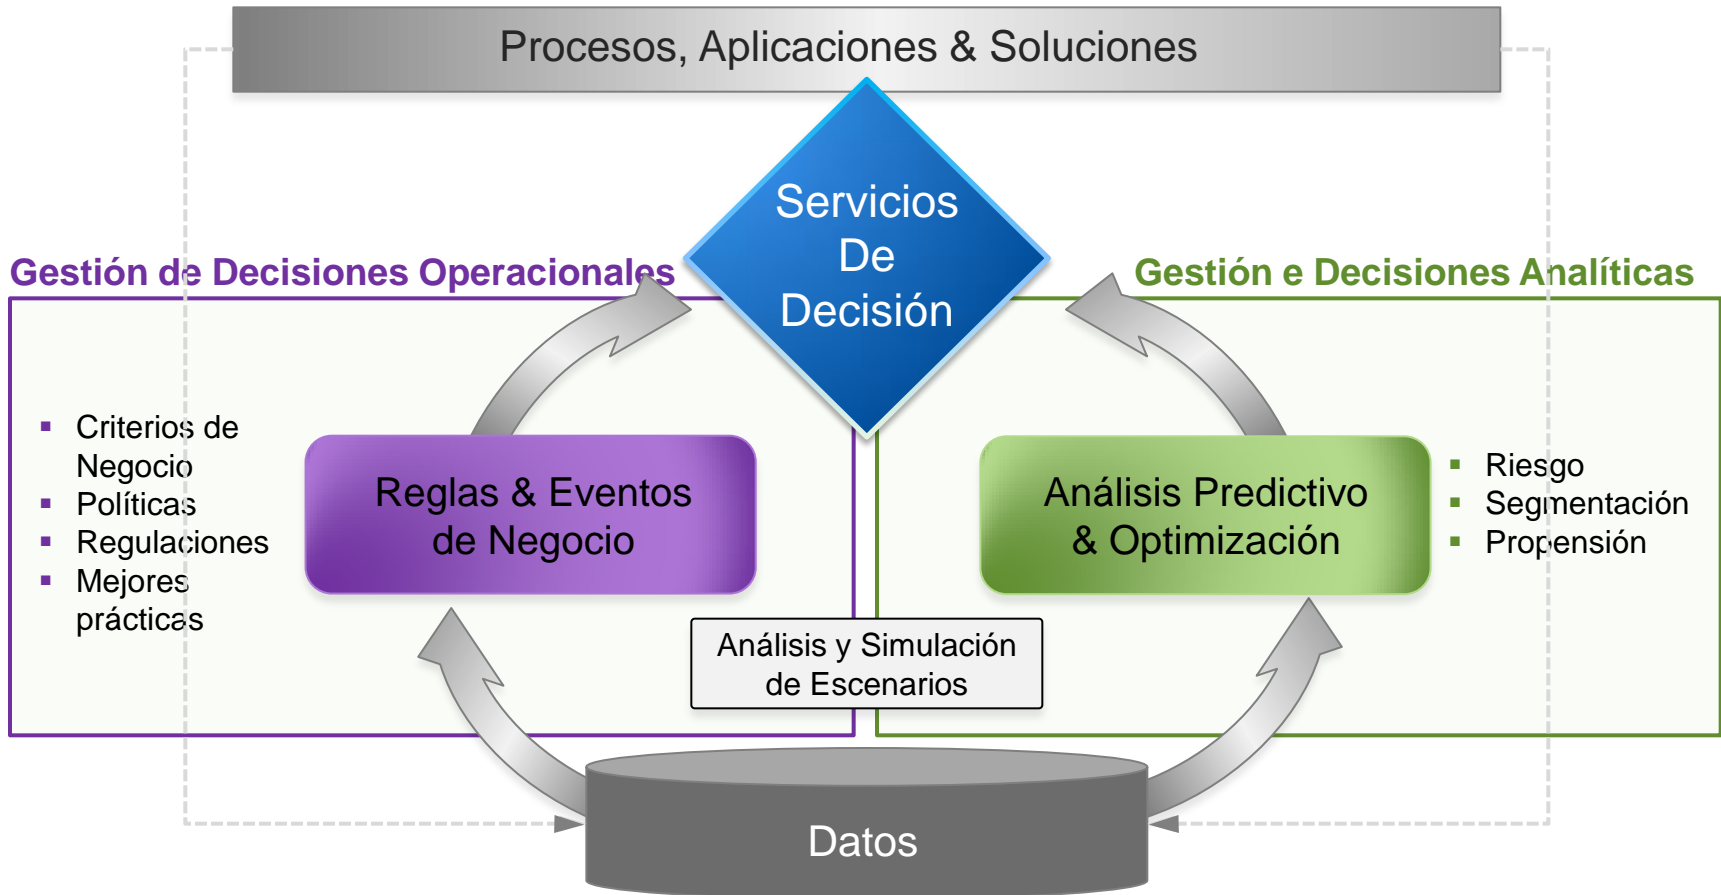 Procesos, Aplicaciones & Soluciones
Servicios
De
Decisión
Gestión de Decisiones Operacionales
Gestión e Decisiones Analíticas
▪ Criterios de
Negocio
▪ Políticas
▪ Regulaciones
▪ Mejores
prácticas
Reglas & Eventos
de Negocio
Análisis Predictivo
& Optimización
▪ Riesgo
▪ Segmentación
▪ Propensión
Análisis y Simulación
de Escenarios
Datos